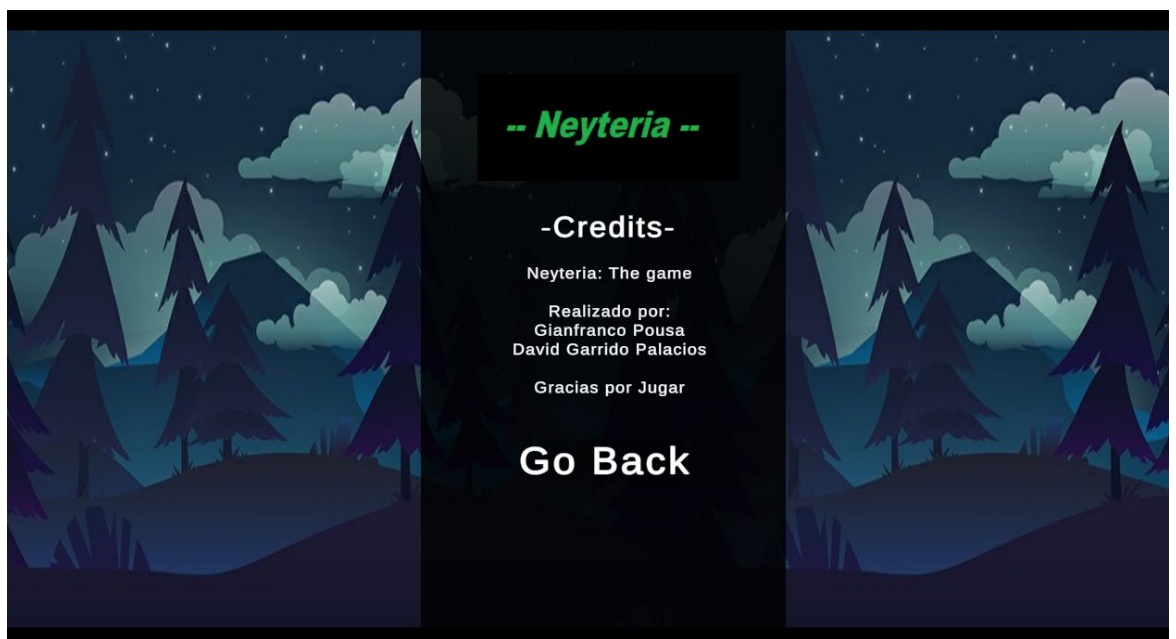 -- Neyteria --
-Credits-
Neyteria: The game
Realizado por:
Gianfranco Pousa
David Garrido Palacios
Gracias por Jugar
Go Back